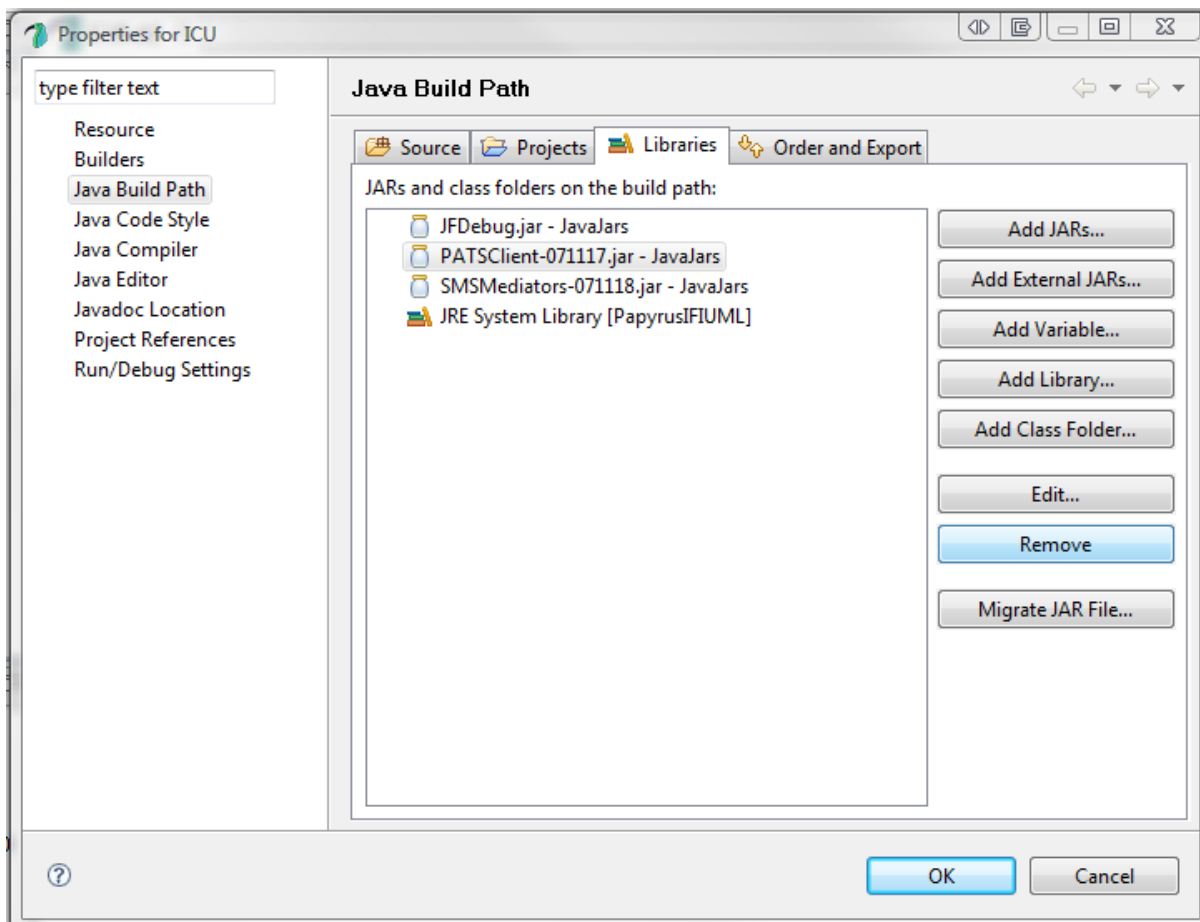 Properties for ICU
type filter text
Resource
Builders
Java Build Path
Java Code Style
Java Compiler
Java Editor
Javadoc Location
Project References
Run/Debug Settings
Java Build Path
Source
Projects
Libraries
Order and Export
JARs and class folders on the build path:
JFDebug.jar - JavaJars
PATSClient-071117.jar - JavaJars
SMSMediators-071118.jar - JavaJars
JRE System Library [PapyrusIFIUML]
Add JARs...
Add External JARs...
Add Variable...
Add Library...
Add Class Folder...
Edit...
Remove
Migrate JAR File...
?
OK
Cancel